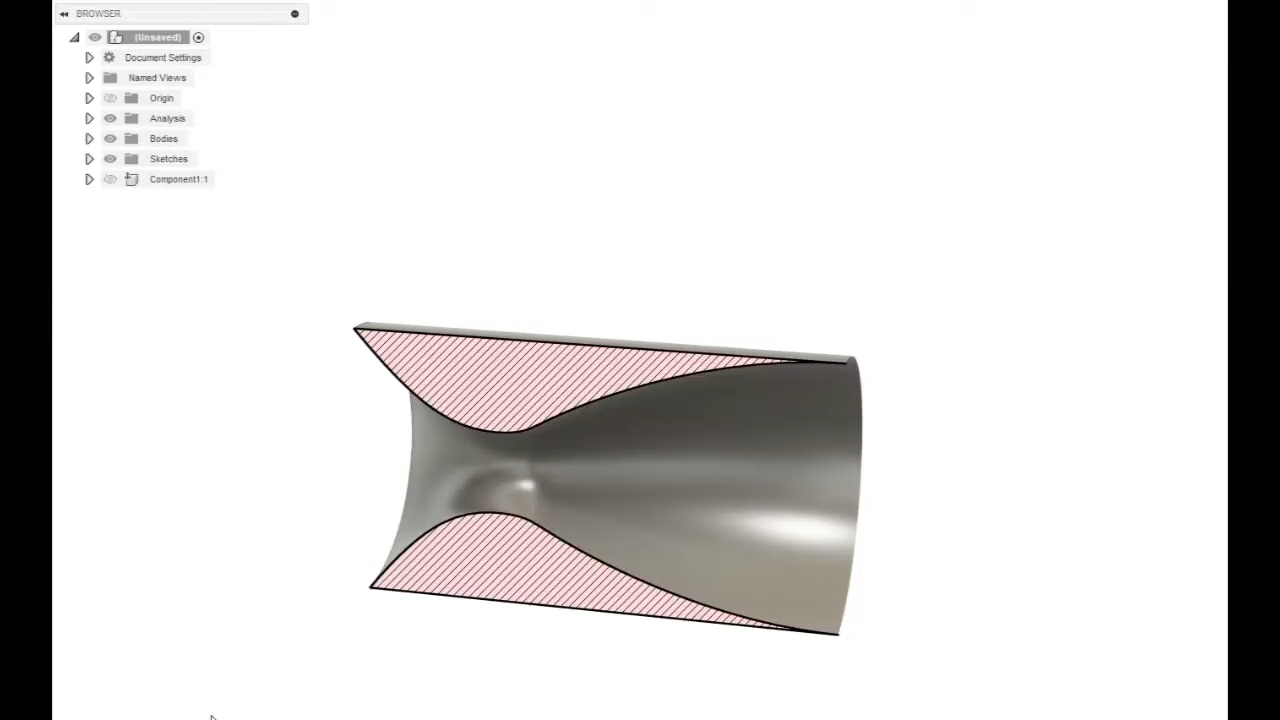 BROWSER
(Unsaved)
Document Settings
Named Views
Origin
Analysis
Bodies
Sketches
Component1:1